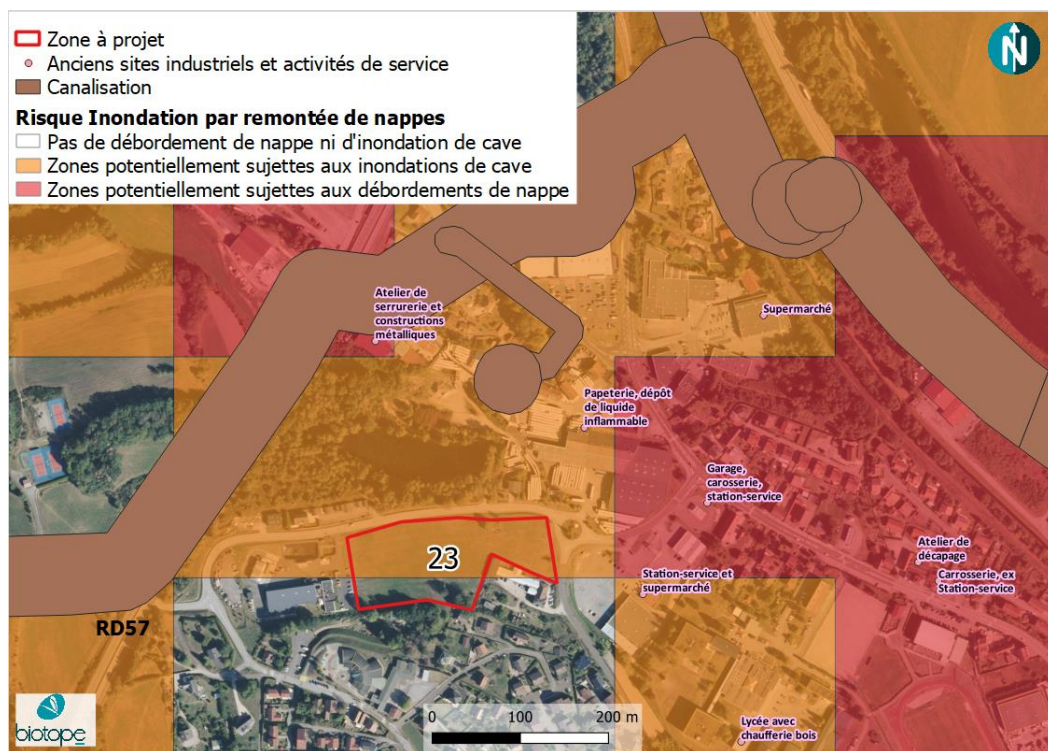 Zone à projet
Anciens sites industriels et activités de service
Canalisation
Risque Inondation par remontée de nappes
Pas de débordement de nappe ni d'inondation de cave
Zones potentiellement sujettes aux inondations de cave
Zones potentiellement sujettes aux débordements de nappe
N
Atelier de
serrurerie et
constructions
métalliques
Supermarché
Papeterie, dépôt
de liquide
inflammable
Garage,
carosserie,
station-service
Atelier de
décapage
Carrosserie, ex
Station-service
23
Station-service et
supermarché
RD57
Lycée avec
chaufferie bois
0 100 200 m
biotope